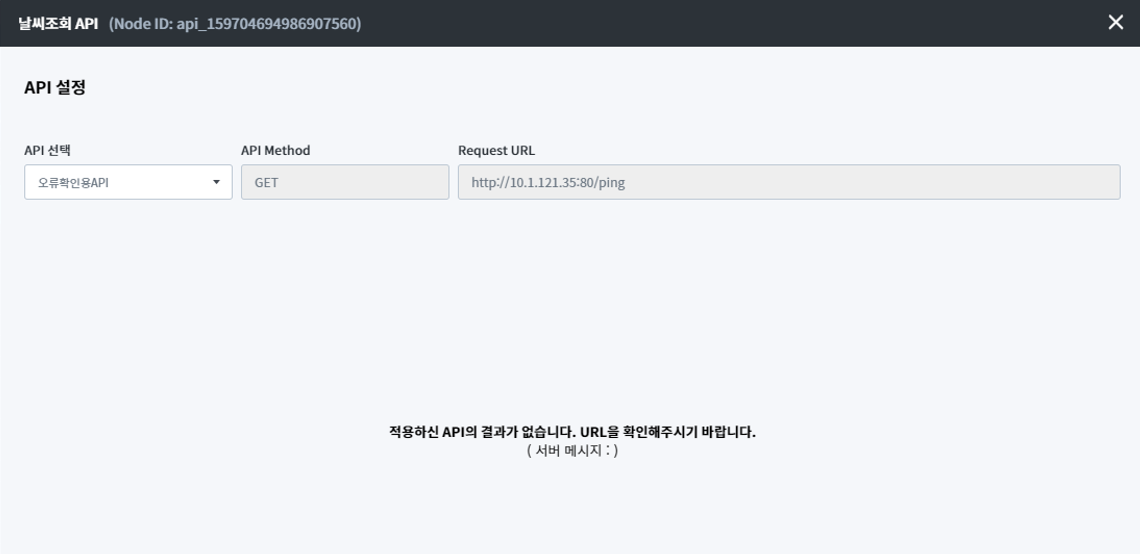 날씨조회 API (Node ID: api_159704694986907560)
API 설정
API 선택 API Method Request URL
오류확인용API GET http://10.1.121.35:80/ping
적용하신 API의 결과가 없습니다. URL을 확인해주시기 바랍니다.
( 서버 메시지 : )